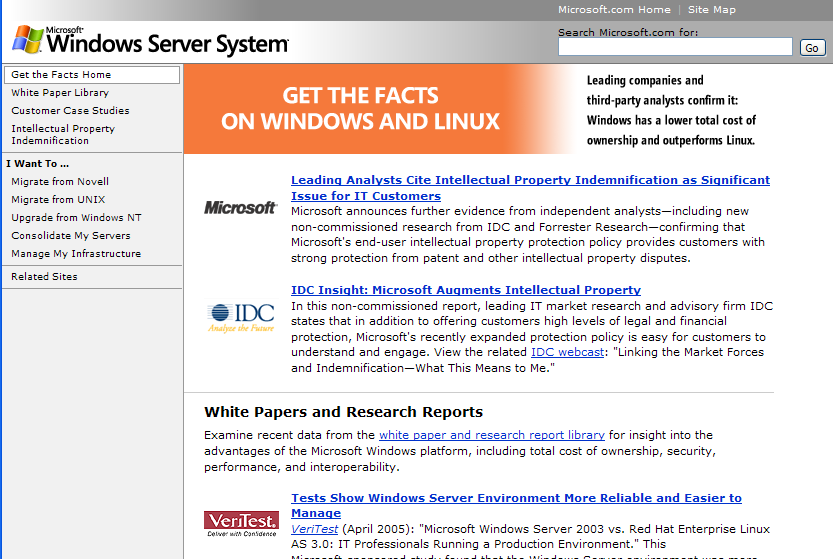 Microsoft.com Home | Site Map
Microsoft®
Windows Server System™
Search Microsoft.com for:
Go
Get the Facts Home
White Paper Library
Customer Case Studies
Intellectual Property
Indemnification
I Want To ...
Migrate from Novell
Migrate from UNIX
Upgrade from Windows NT
Consolidate My Servers
Manage My Infrastructure
Related Sites
GET THE FACTS
ON WINDOWS AND LINUX
Leading companies and
third-party analysts confirm it:
Windows has a lower total cost of
ownership and outperforms Linux.
Microsoft®
Leading Analysts Cite Intellectual Property Indemnification as Significant
Issue for IT Customers
Microsoft announces further evidence from independent analysts—including new
non-commissioned research from IDC and Forrester Research—confirming that
Microsoft's end-user intellectual property protection policy provides customers with
strong protection from patent and other intellectual property disputes.
IDC
Analyze the Future
IDC Insight: Microsoft Augments Intellectual Property
In this non-commissioned report, leading IT market research and advisory firm IDC
states that in addition to offering customers high levels of legal and financial
protection, Microsoft's recently expanded protection policy is easy for customers to
understand and engage. View the related IDC webcast: "Linking the Market Forces
and Indemnification—What This Means to Me."
White Papers and Research Reports
Examine recent data from the white paper and research report library for insight into the
advantages of the Microsoft Windows platform, including total cost of ownership, security,
performance, and interoperability.
VeriTest.
Deliver with Confidence
Tests Show Windows Server Environment More Reliable and Easier to
Manage
VeriTest (April 2005): "Microsoft Windows Server 2003 vs. Red Hat Enterprise Linux
AS 3.0: IT Professionals Running a Production Environment." This
Microsoft-sponsored study found that the Windows Server environment was more